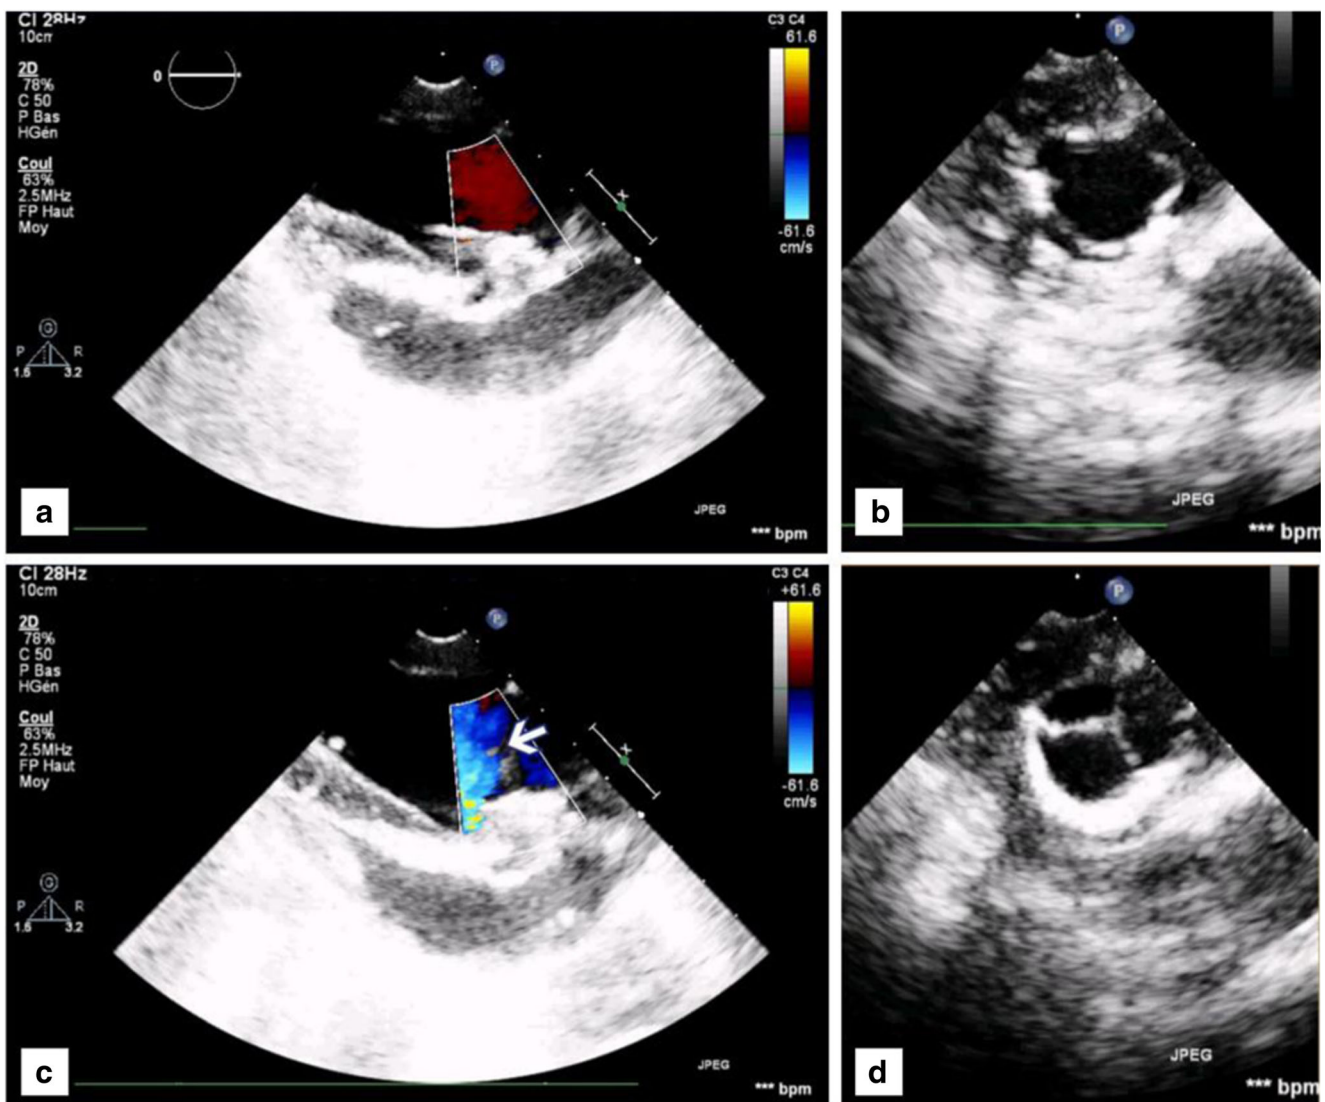 CI 28Hz
10cm
2D
78%
C 50
P Bas
HGén
Coul
63%
2.5MHz
FP Haut
Moy
G
P R
1.6 3.2
0
P
X
C3 C4
61.6
-61.6
cm/s
JPEG
*** bpm
a
P
JPEG
*** bpm
b
CI 28Hz
10cm
2D
78%
C 50
P Bas
HGén
Coul
63%
2.5MHz
FP Haut
Moy
G
P R
1.6 3.2
P
X
C3 C4
+61.6
-61.6
cm/s
JPEG
*** bpm
c
P
JPEG
*** bpm
d